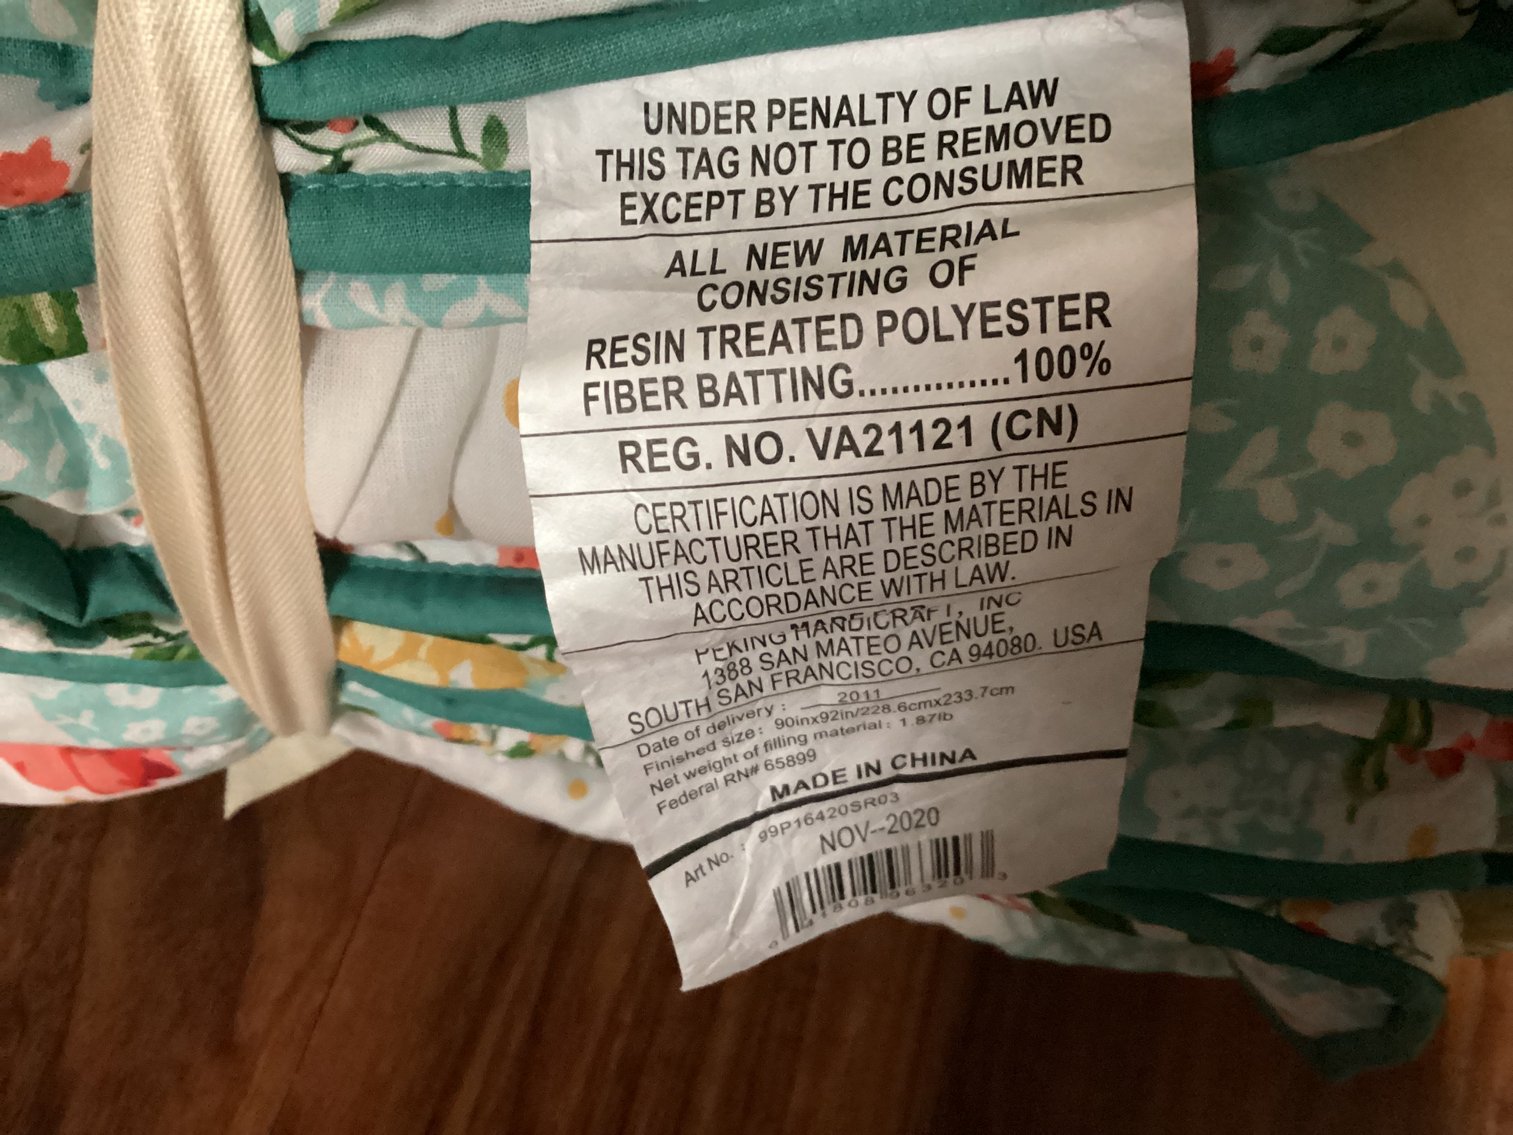 UNDER PENALTY OF LAW
THIS TAG NOT TO BE REMOVED
EXCEPT BY THE CONSUMER
ALL NEW MATERIAL
CONSISTING OF
RESIN TREATED POLYESTER
FIBER BATTING..............100%
REG. NO. VA21121 (CN)
CERTIFICATION IS MADE BY THE
MANUFACTURER THAT THE MATERIALS IN
THIS ARTICLE ARE DESCRIBED IN
ACCORDANCE WITH LAW.
PEKING HANDICRAFT, INC
1388 SAN MATEO AVENUE,
SOUTH SAN FRANCISCO, CA 94080. USA
Date of delivery : 2011
Finished size: 90inx92in/228.6cmx233.7cm
Net weight of filling material: 1.87lb
Federal RN# 65899
MADE IN CHINA
Art No. : 99P16420SR03
NOV--2020